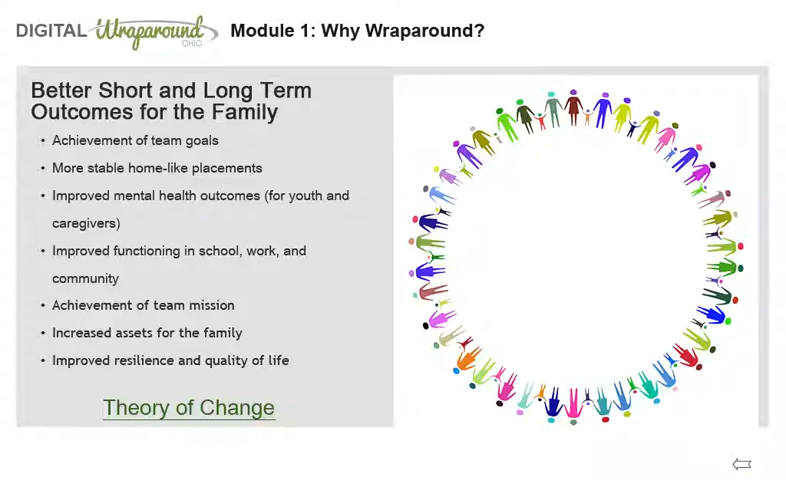 DIGITAL Wraparound Module 1: Why Wraparound?
OHIO
Better Short and Long Term
Outcomes for the Family
• Achievement of team goals
• More stable home-like placements
• Improved mental health outcomes (for youth and
caregivers)
• Improved functioning in school, work, and
community
• Achievement of team mission
• Increased assets for the family
• Improved resilience and quality of life
Theory of Change